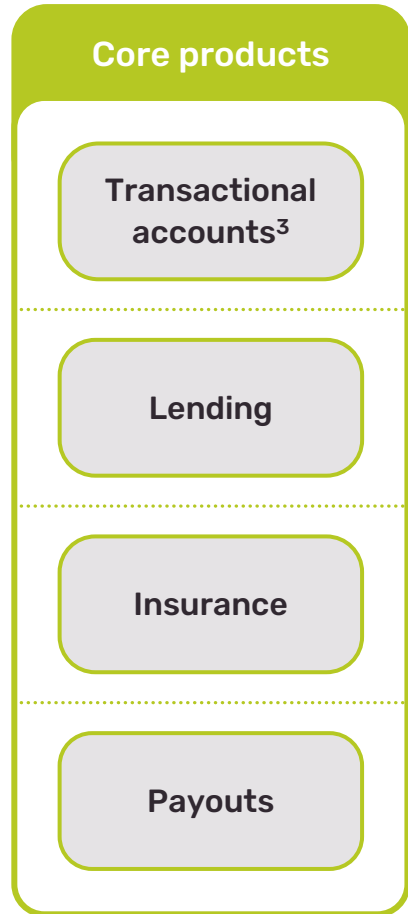 Core products
Transactional
accounts³
Lending
Insurance
Payouts